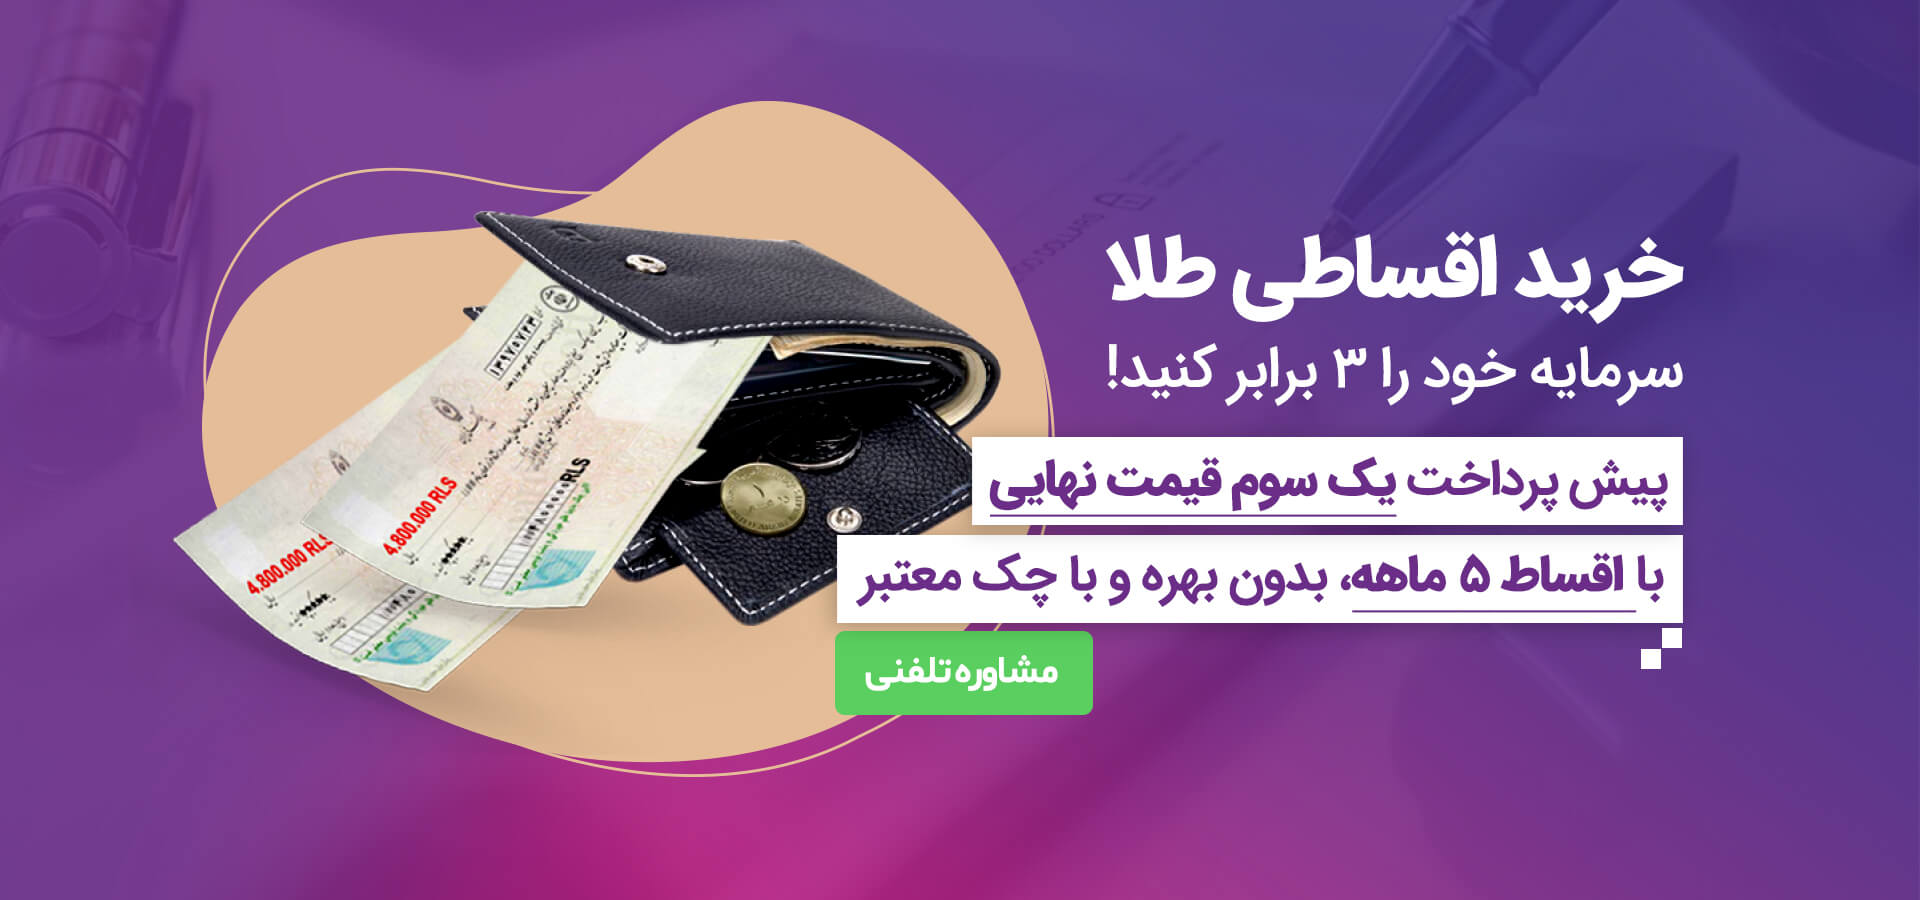 خرید اقساطی طلا
سرمایه خود را ۳ برابر کنید!
پیش پرداخت یک سوم قیمت نهایی
با اقساط ۵ ماهه، بدون بهره و با چک معتبر
مشاوره تلفنی
4.800.000 RLS
4.800.000 RLS